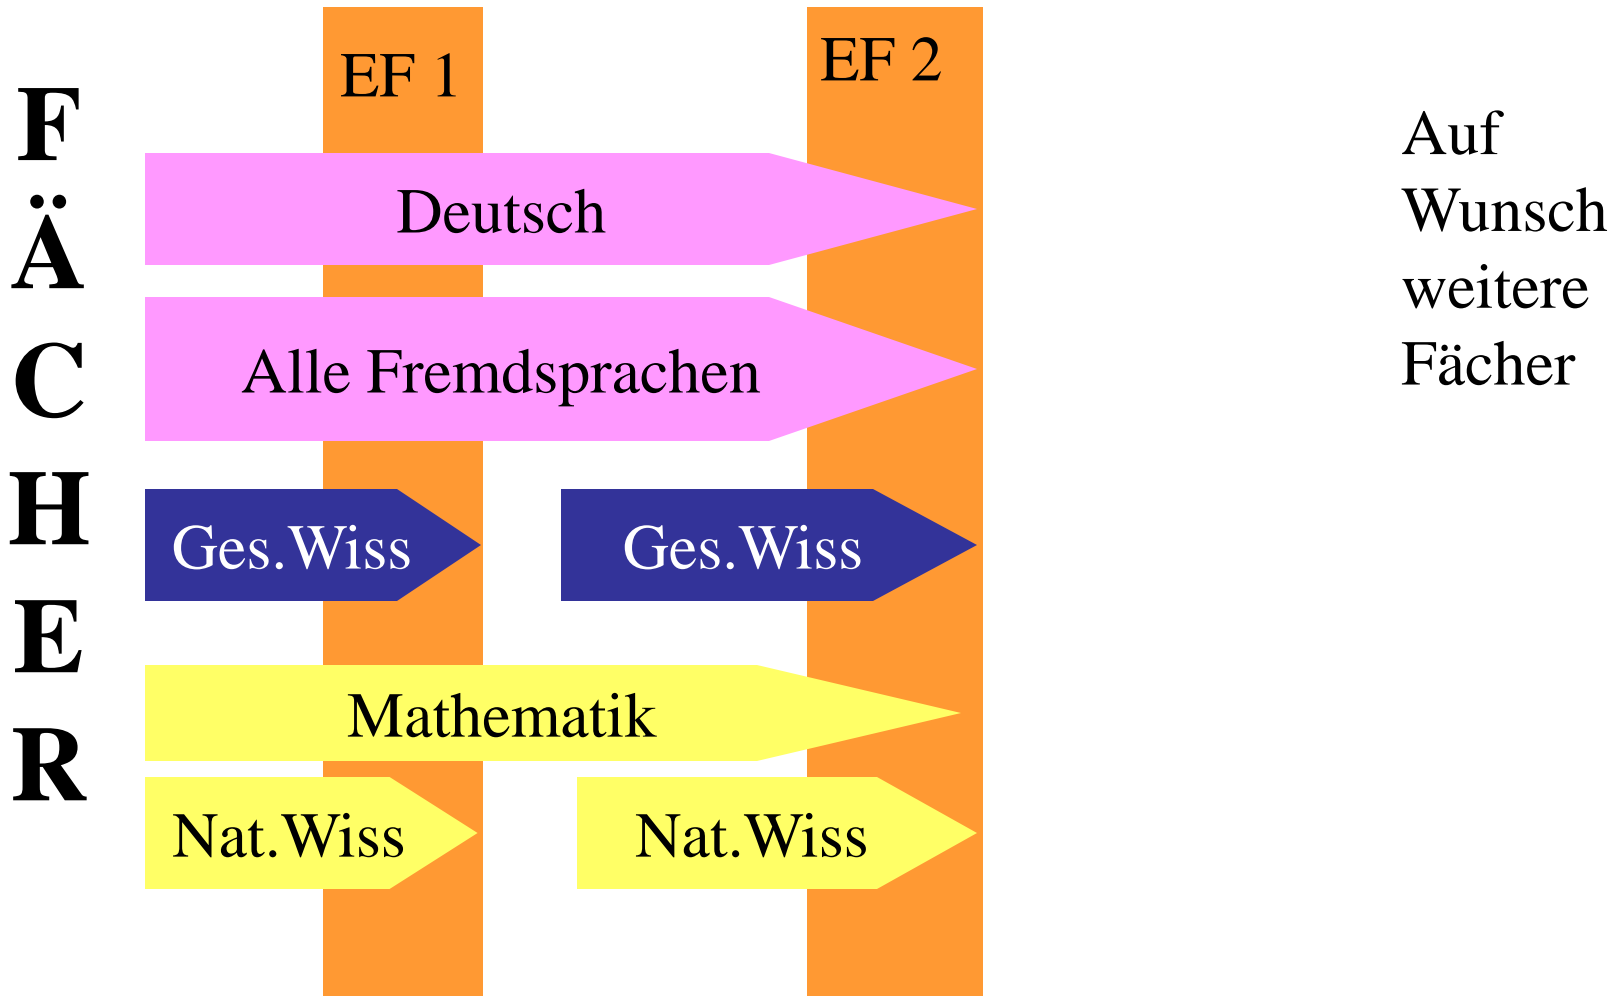 FÄCHER
EF 1
EF 2
Deutsch
Alle Fremdsprachen
Ges.Wiss
Ges.Wiss
Mathematik
Nat.Wiss
Nat.Wiss
Auf
Wunsch
weitere
Fächer